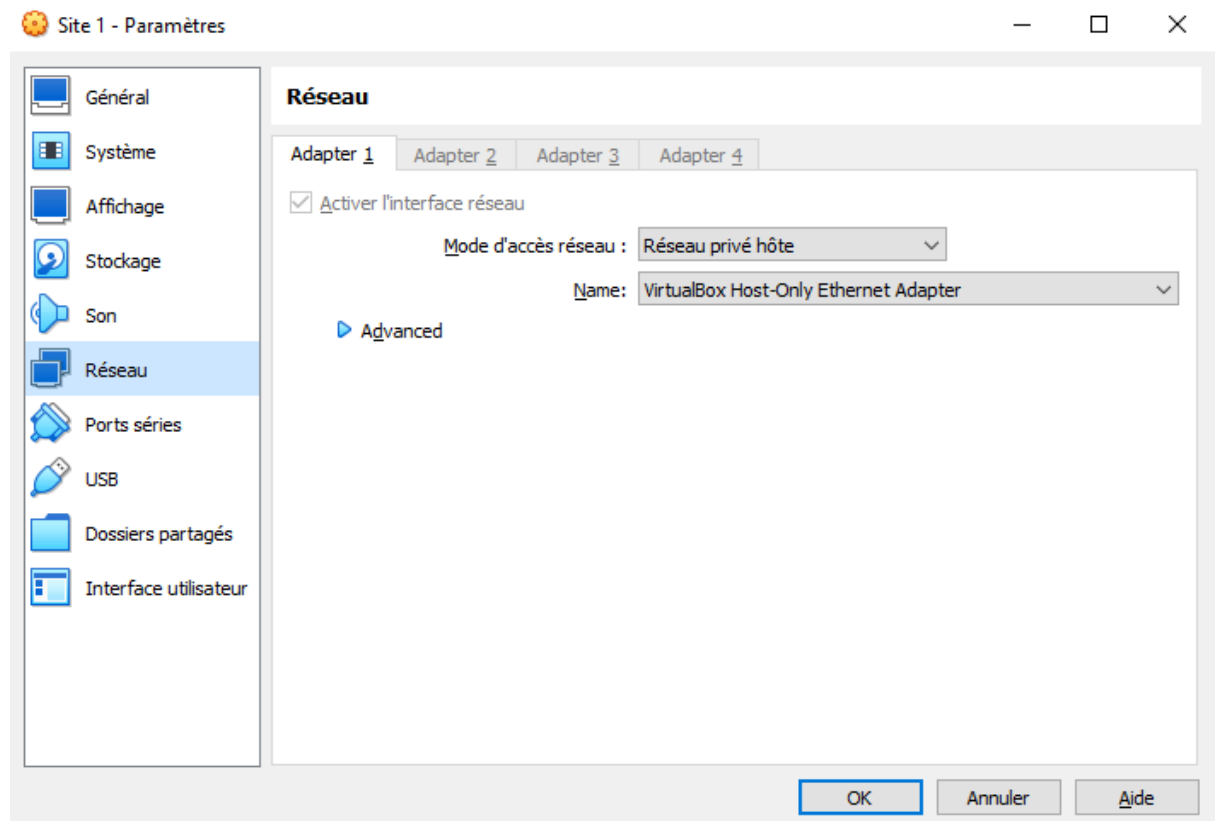 Site 1 - Paramètres
Général
Système
Affichage
Stockage
Son
Réseau
Ports séries
USB
Dossiers partagés
Interface utilisateur
Réseau
Adapter 1 Adapter 2 Adapter 3 Adapter 4
Activer l'interface réseau
Mode d'accès réseau : Réseau privé hôte
Name: VirtualBox Host-Only Ethernet Adapter
Advanced
OK Annuler Aide